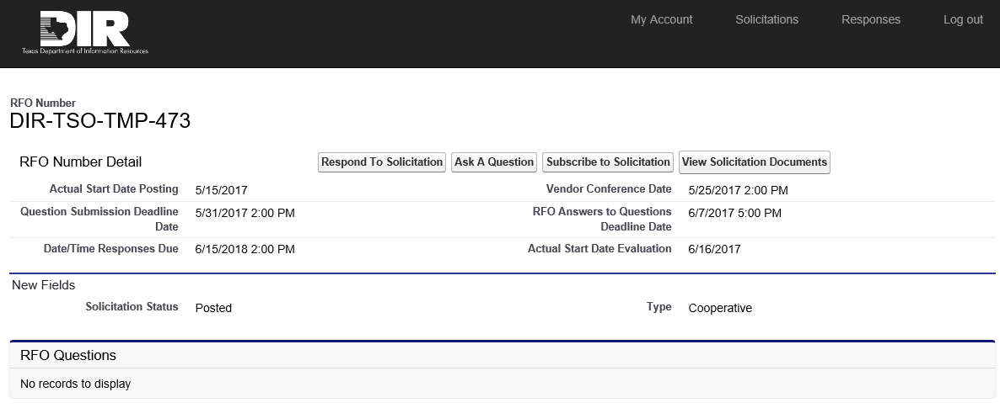 DIR
Texas Department of Information Resources
My Account Solicitations Responses Log out
RFO Number
DIR-TSO-TMP-473
RFO Number Detail Respond To Solicitation Ask A Question Subscribe to Solicitation View Solicitation Documents
Actual Start Date Posting 5/15/2017 Vendor Conference Date 5/25/2017 2:00 PM
Question Submission Deadline Date 5/31/2017 2:00 PM RFO Answers to Questions Deadline Date 6/7/2017 5:00 PM
Date/Time Responses Due 6/15/2018 2:00 PM Actual Start Date Evaluation 6/16/2017
New Fields
Solicitation Status Posted Type Cooperative
RFO Questions
No records to display